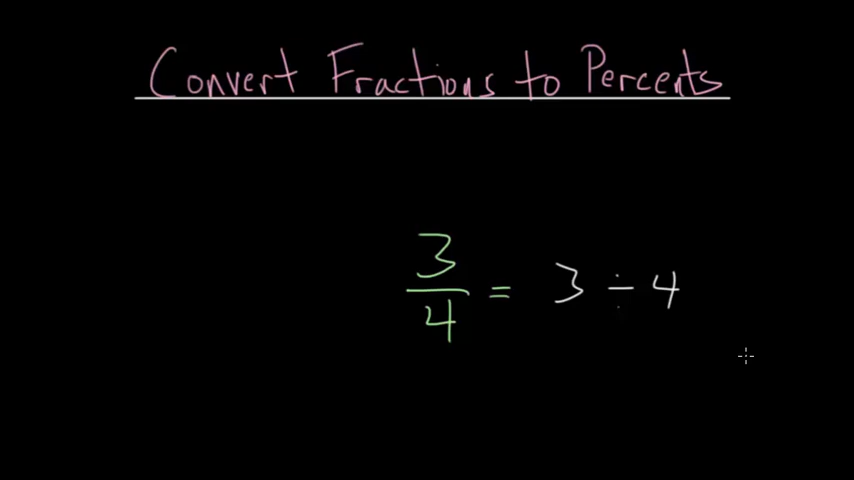 Convert Fractions to Percents
3/4 = 3 ÷ 4